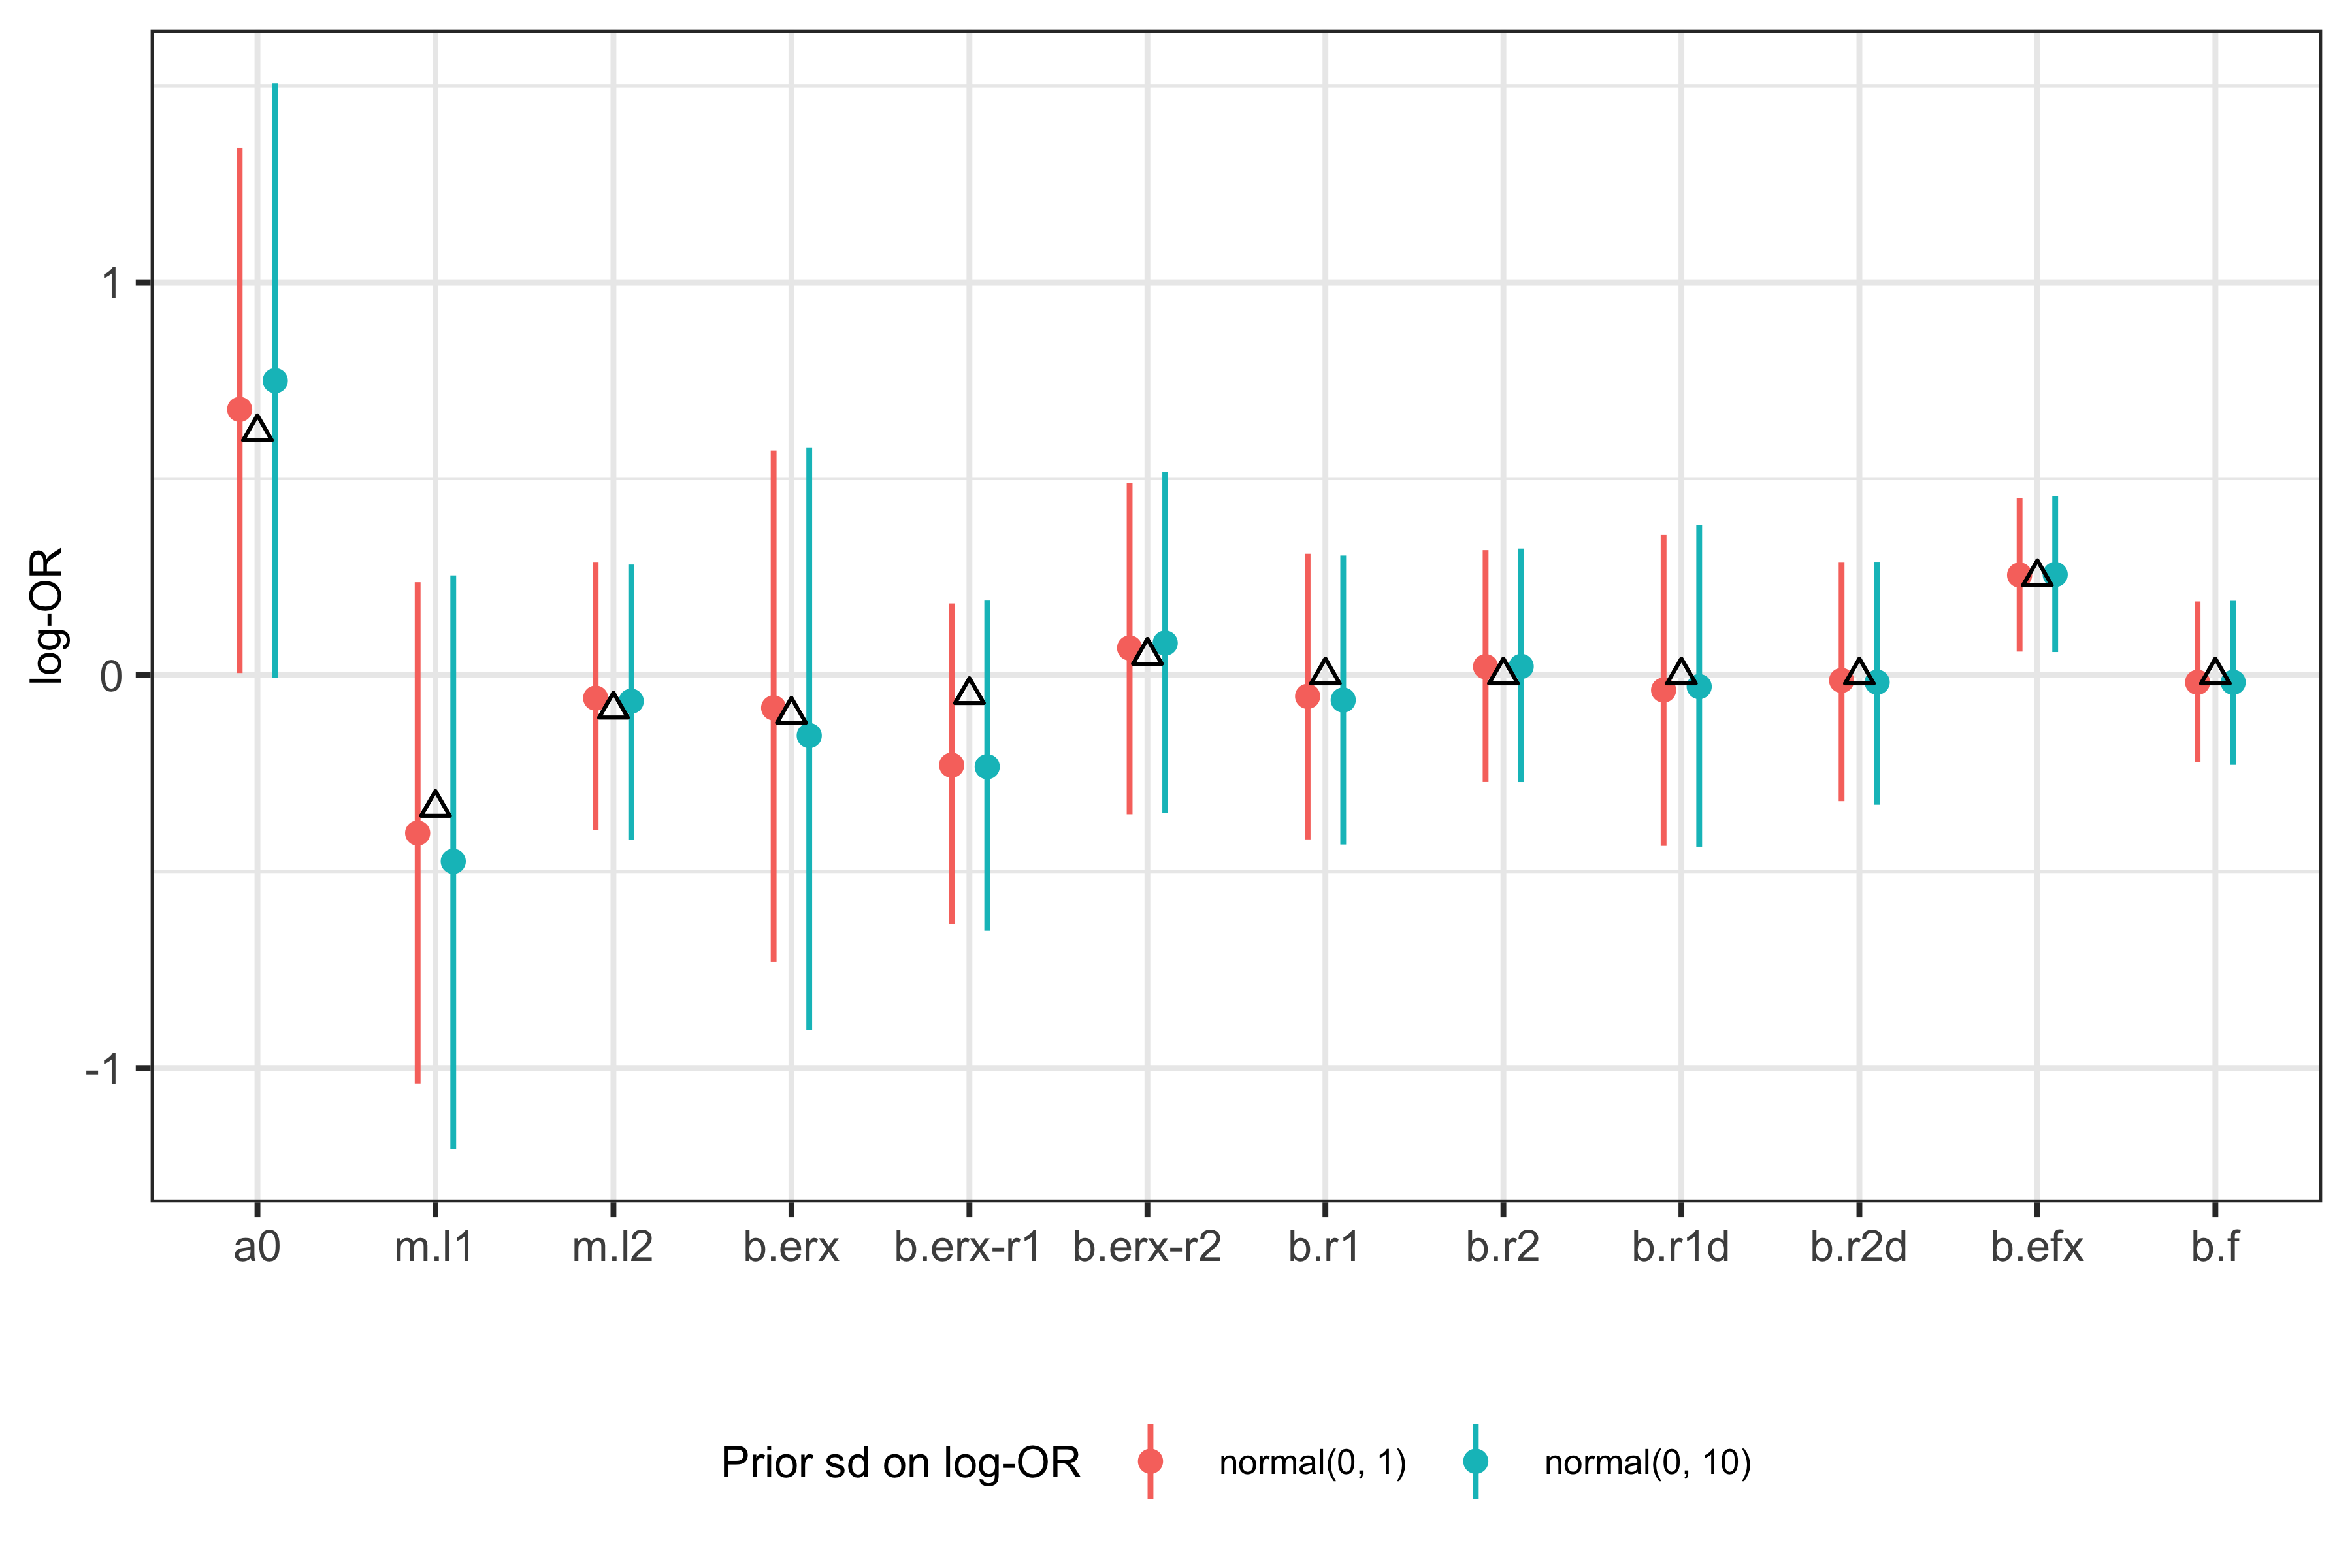 log-OR
1
0
-1
a0 m.l1 m.l2 b.erx b.erx-r1 b.erx-r2 b.r1 b.r2 b.r1d b.r2d b.efx b.f
Prior sd on log-OR normal(0, 1) normal(0, 10)